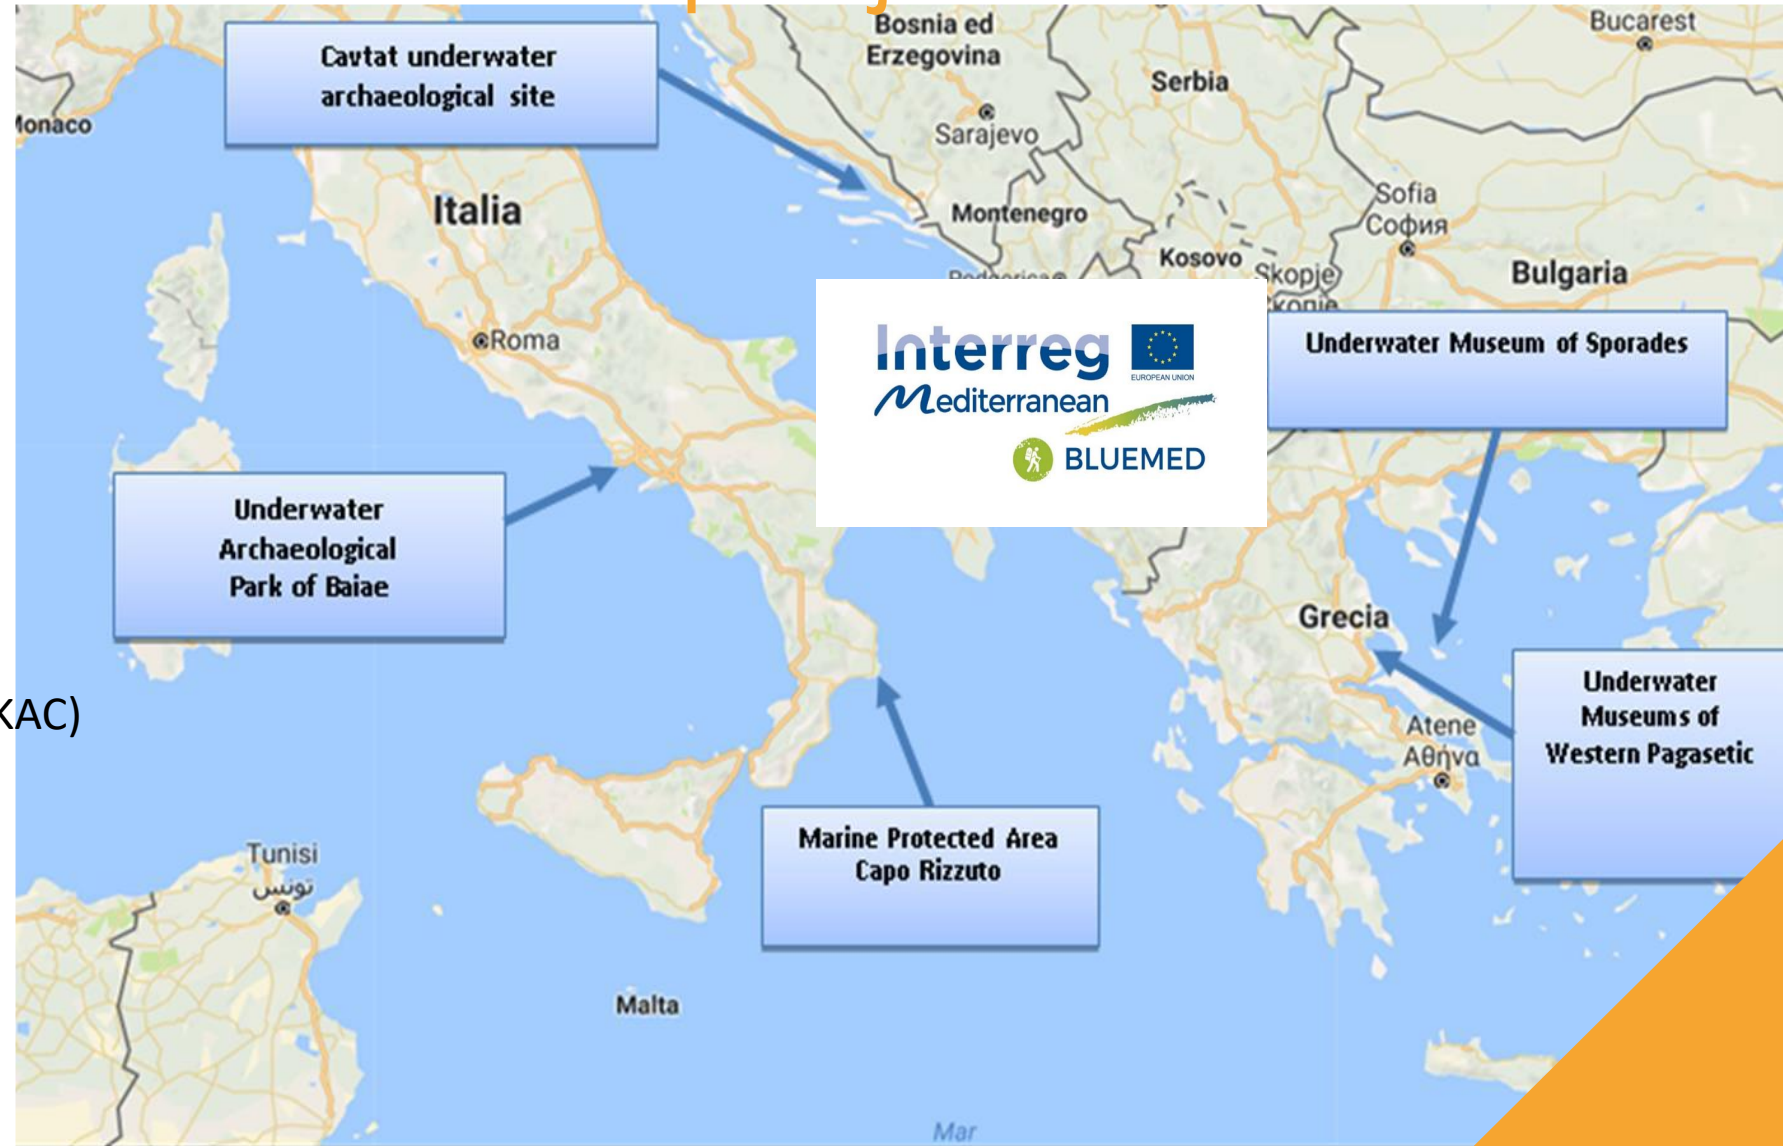 Bosnia ed
Erzegovina
Bucarest
Cavtat underwater
archaeological site
Serbia
Monaco
Sarajevo
Italia
Sofia
София
Montenegro
Kosovo
Skopje
Bulgaria
Roma
Interreg
EUROPEAN UNION
Mediterranean
BLUEMED
Underwater Museum of Sporades
Underwater
Archaeological
Park of Baiae
Grecia
Underwater
Museums of
Western Pagasetic
KAC)
Atene
Αθήνα
Marine Protected Area
Capo Rizzuto
Tunisi
تونس
Malta
Mar